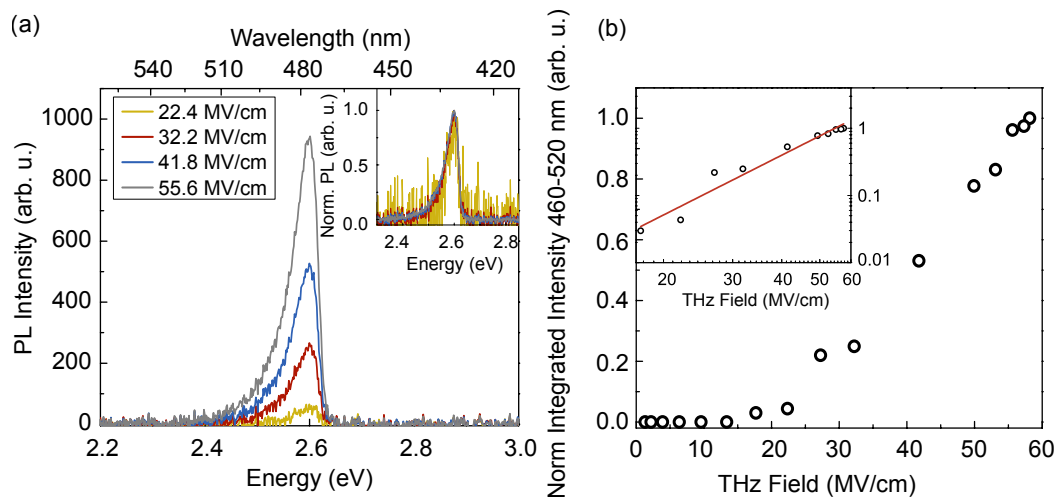 (a)
Wavelength (nm)
540 510 480 450 420
PL Intensity (arb. u.)
1000
800
600
400
200
0
22.4 MV/cm
32.2 MV/cm
41.8 MV/cm
55.6 MV/cm
Norm. PL (arb. u.)
1.0
0.5
0.0
2.4 2.6 2.8
Energy (eV)
2.2 2.4 2.6 2.8 3.0
Energy (eV)
(b)
Norm Integrated Intensity 460-520 nm (arb. u.)
1.0
0.8
0.6
0.4
0.2
0.0
1
0.1
0.01
20 30 40 50 60
THz Field (MV/cm)
0 10 20 30 40 50 60
THz Field (MV/cm)